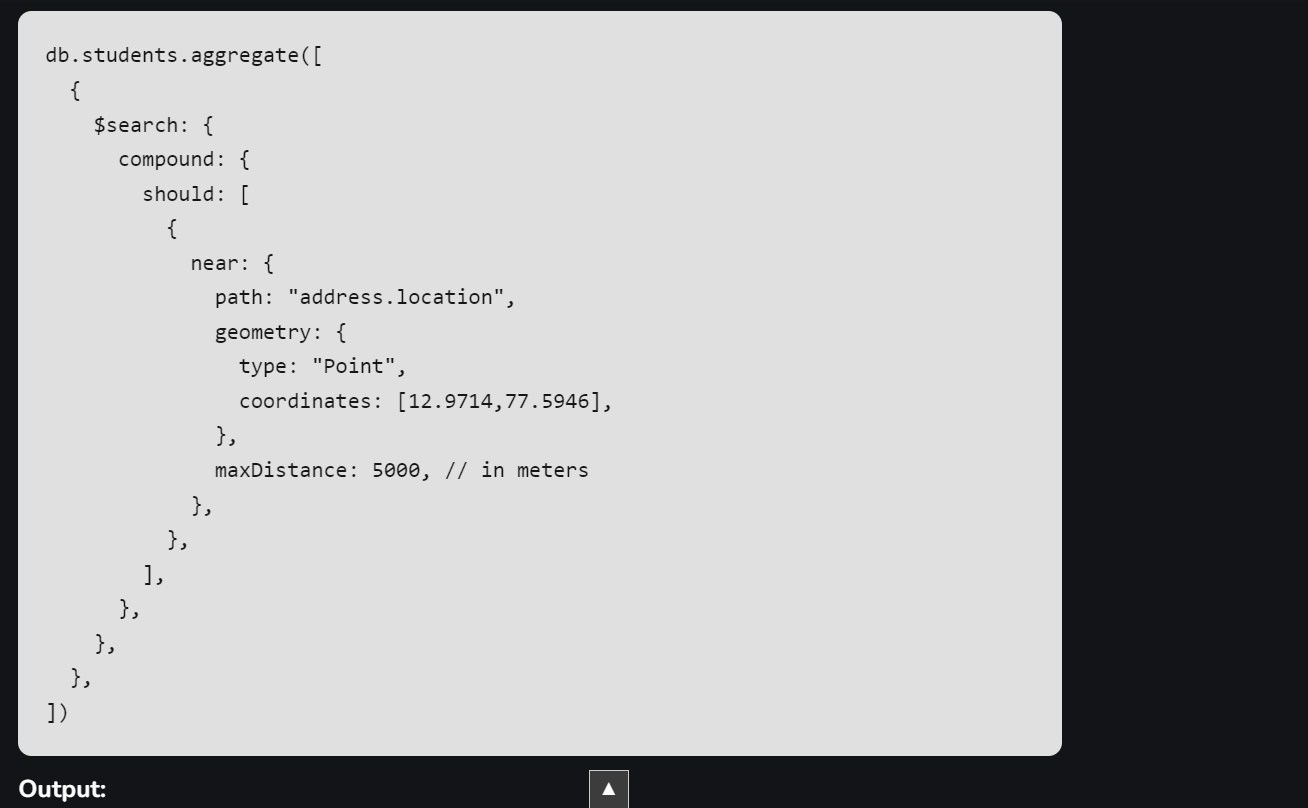 db.students.aggregate([
  {
    $search: {
      compound: {
        should: [
          {
            near: {
              path: "address.location",
              geometry: {
                type: "Point",
                coordinates: [12.9714,77.5946],
              },
              maxDistance: 5000, // in meters
            },
          },
        ],
      },
    },
  },
])
Output:
▲